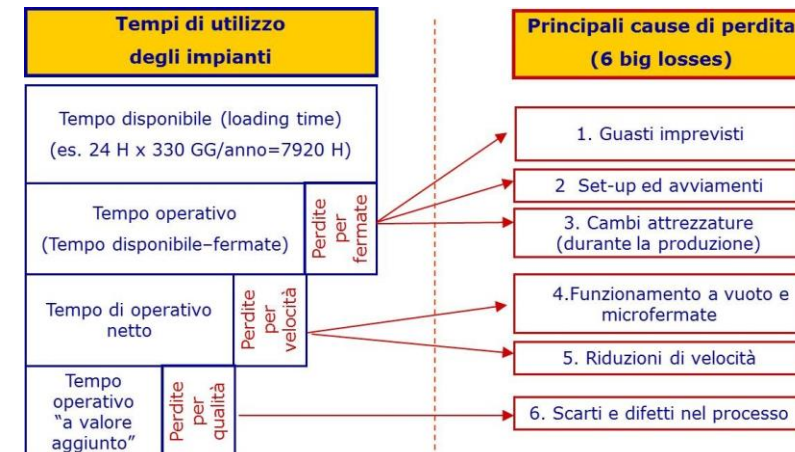 Tempi di utilizzo
degli impianti
Principali cause di perdita
(6 big losses)
Tempo disponibile (loading time)
(es. 24 H x 330 GG/anno=7920 H)
Tempo operativo
(Tempo disponibile–fermate)
Perdite
per
fermate
Tempo di operativo
netto
Perdite
per
velocità
Tempo
operativo
“a valore
aggiunto”
Perdite
per
qualità
1. Guasti imprevisti
2 Set-up ed avviamenti
3. Cambi attrezzature
(durante la produzione)
4.Funzionamento a vuoto e
microfermate
5. Riduzioni di velocità
6. Scarti e difetti nel processo